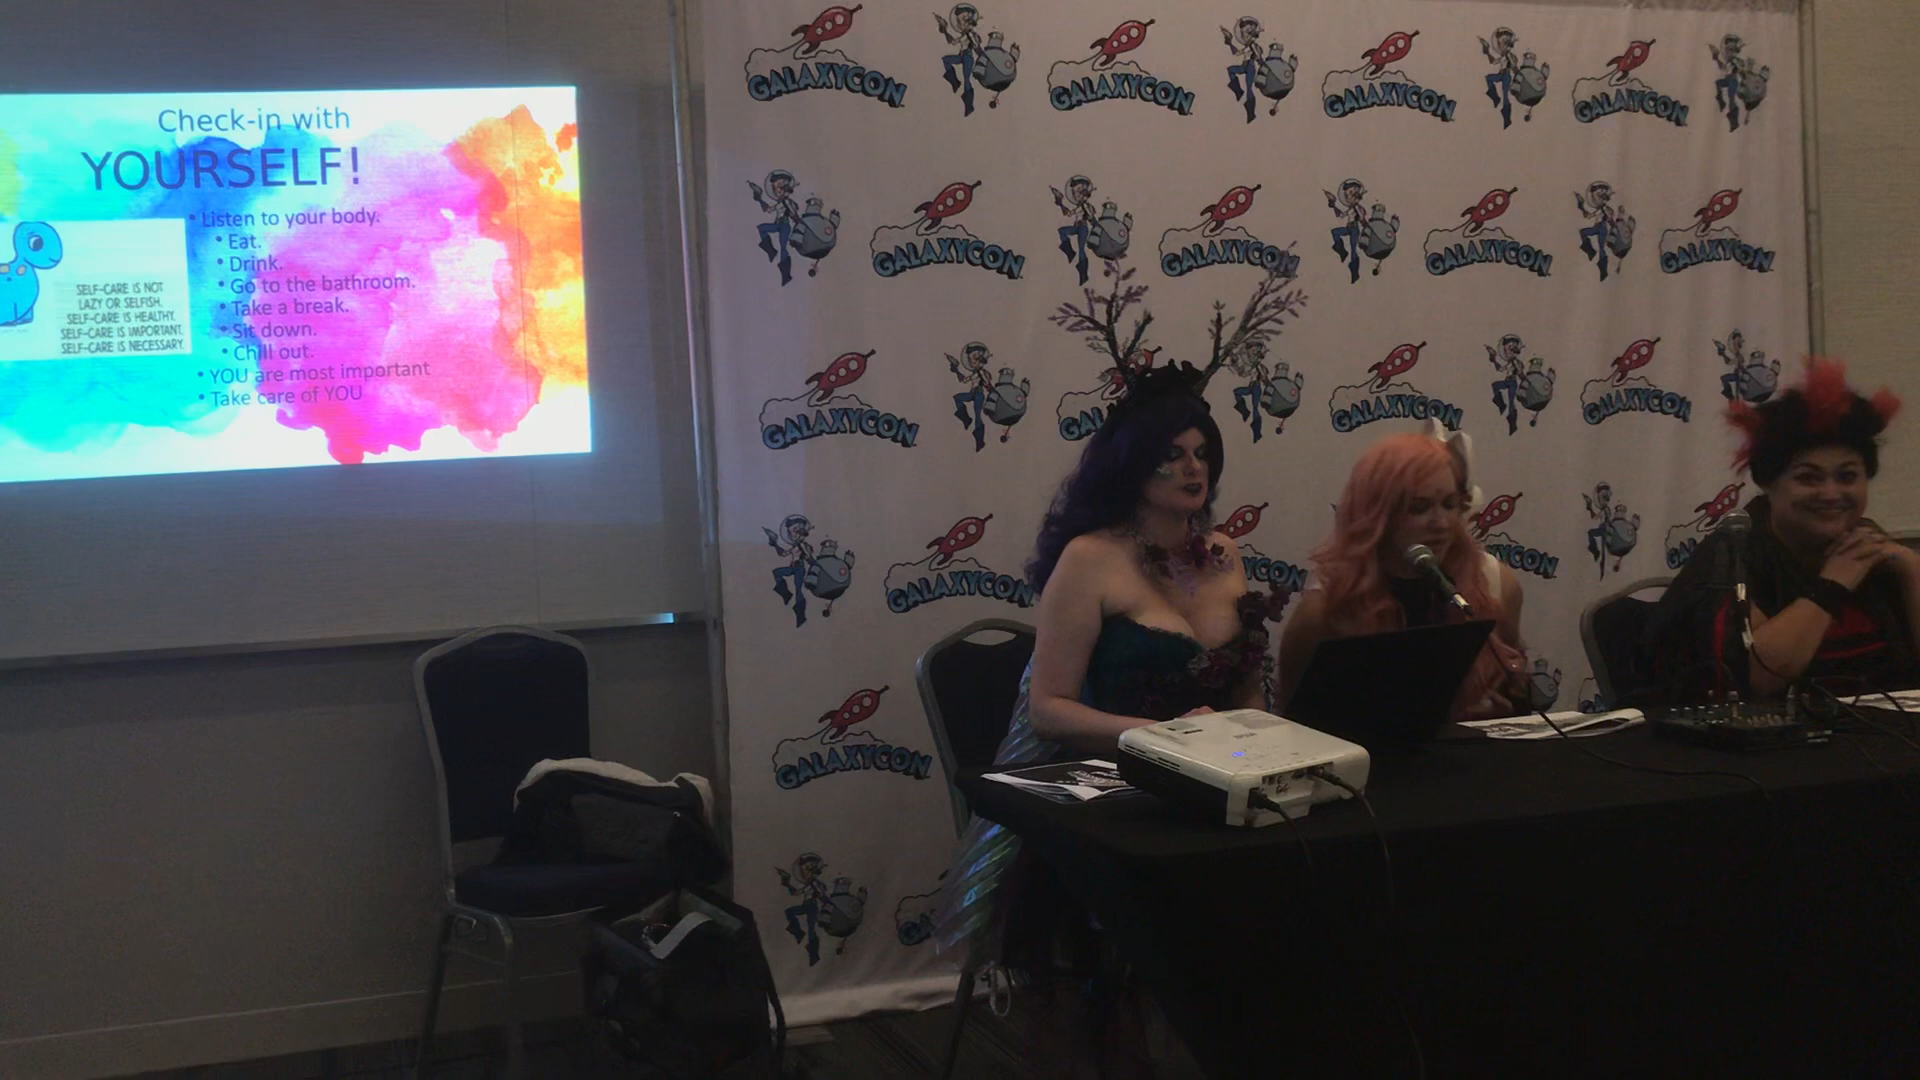 Check-in with
YOURSELF!
• Listen to your body.
• Eat.
• Drink.
• Go to the bathroom.
• Take a break.
• Sit down.
• Chill out.
• YOU are most important
• Take care of YOU
SELF-CARE IS NOT
LAZY OR SELFISH.
SELF-CARE IS HEALTHY.
SELF-CARE IS IMPORTANT.
SELF-CARE IS NECESSARY.
GALAXYCON GALAXYCON GALAXYCON GALAXYCON
GALAXYCON GALAXYCON GALAXYCON GALAXYCON
GALAXYCON GALAXYCON GALAXYCON
GALAXYCON
GALAXYCON